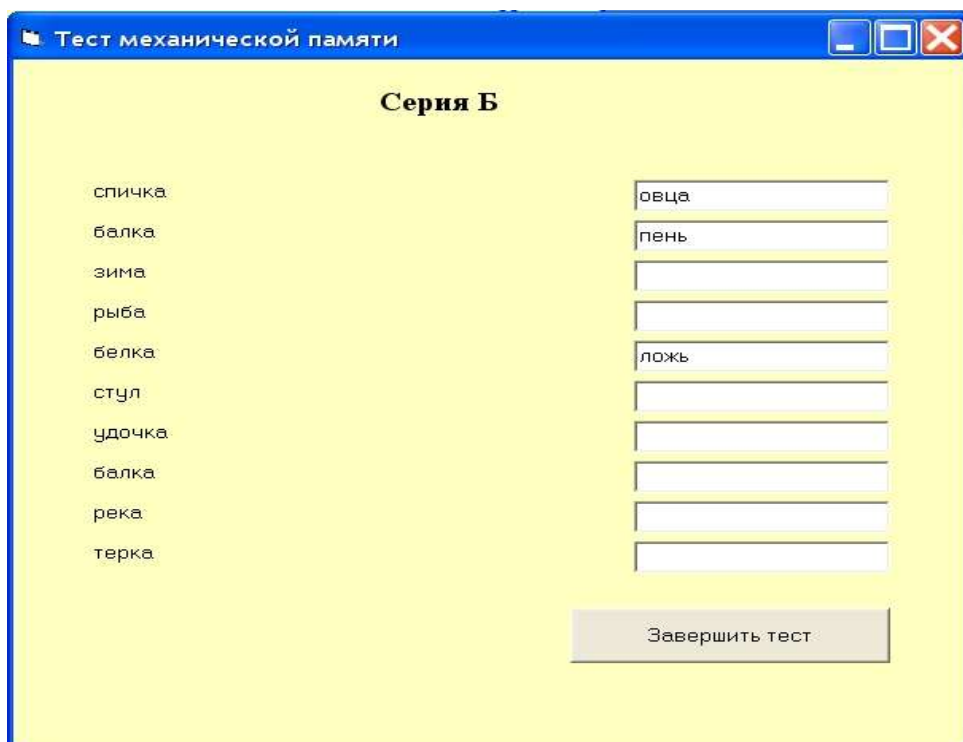 Тест механической памяти
Серия Б
спичка овца
балка пень
зима
рыба
белка ложь
стул
удочка
балка
река
терка
Завершить тест